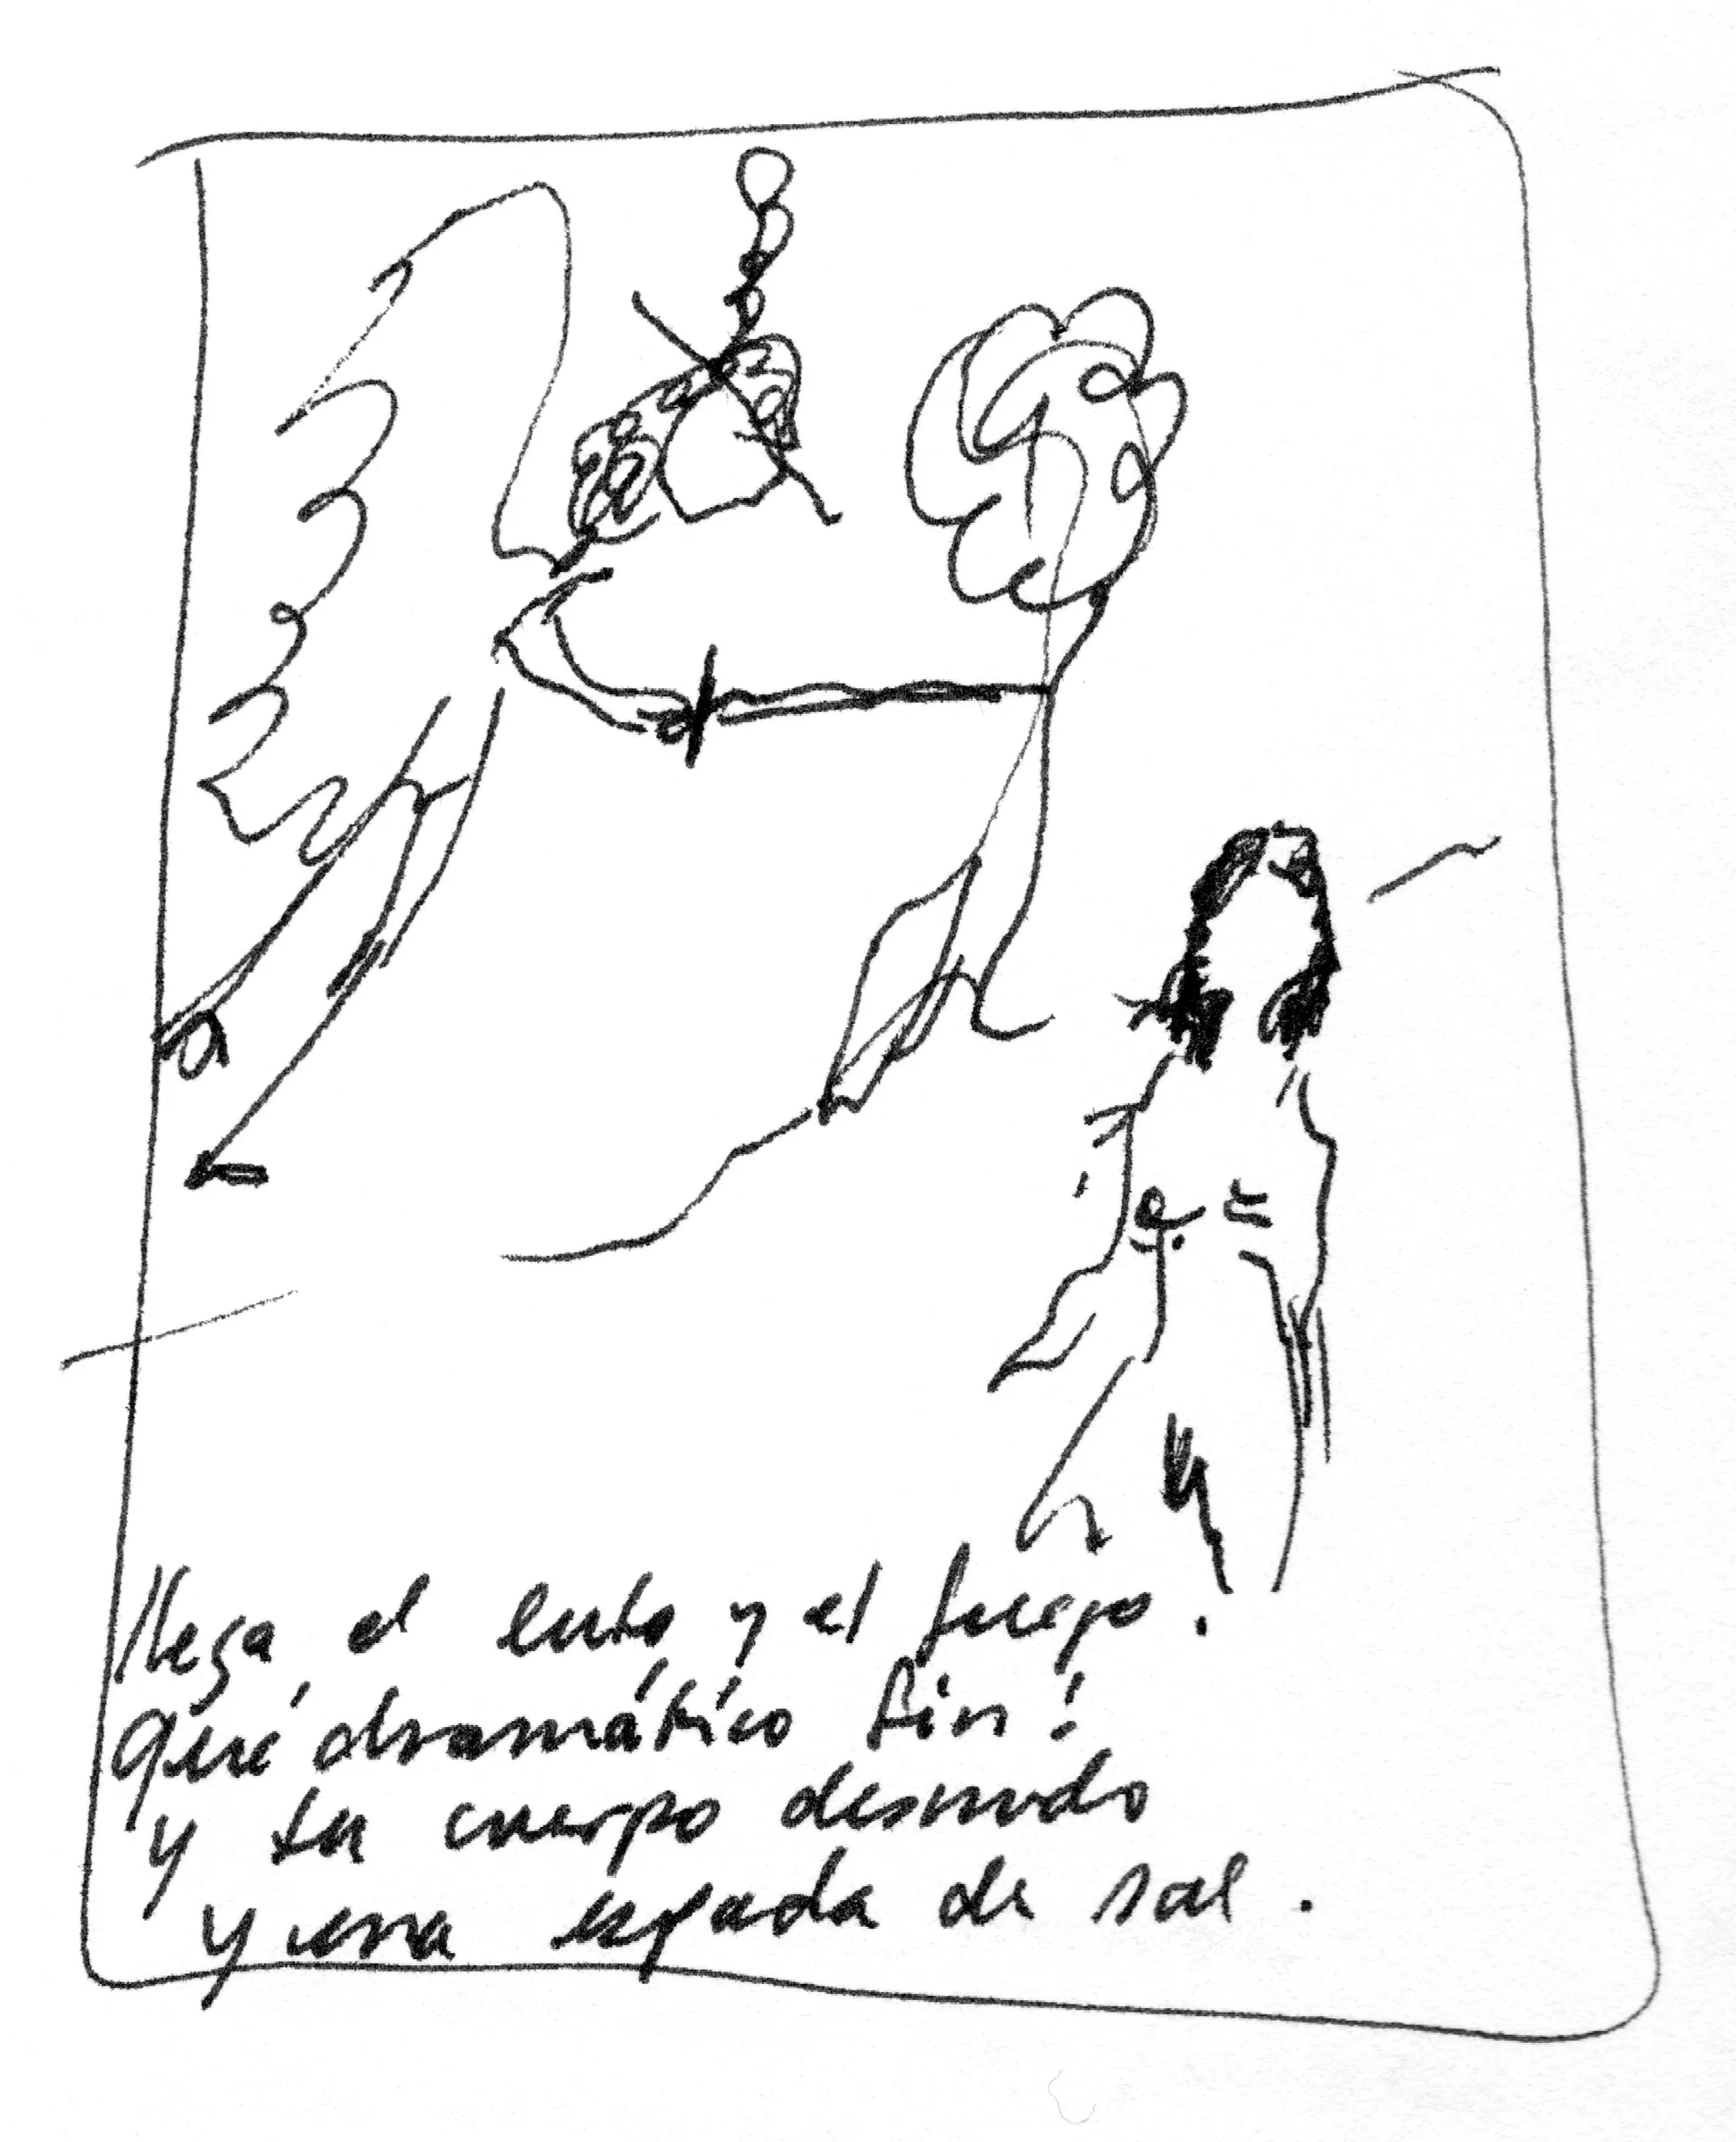 llega el luto y el fuego.
qué dramático fin!
y tu cuerpo desnudo
y una espada de sal.